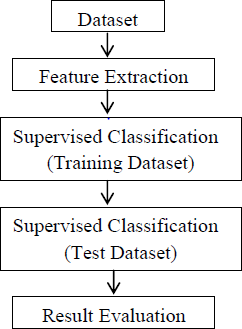 Dataset
Feature Extraction
Supervised Classification
(Training Dataset)
Supervised Classification
(Test Dataset)
Result Evaluation